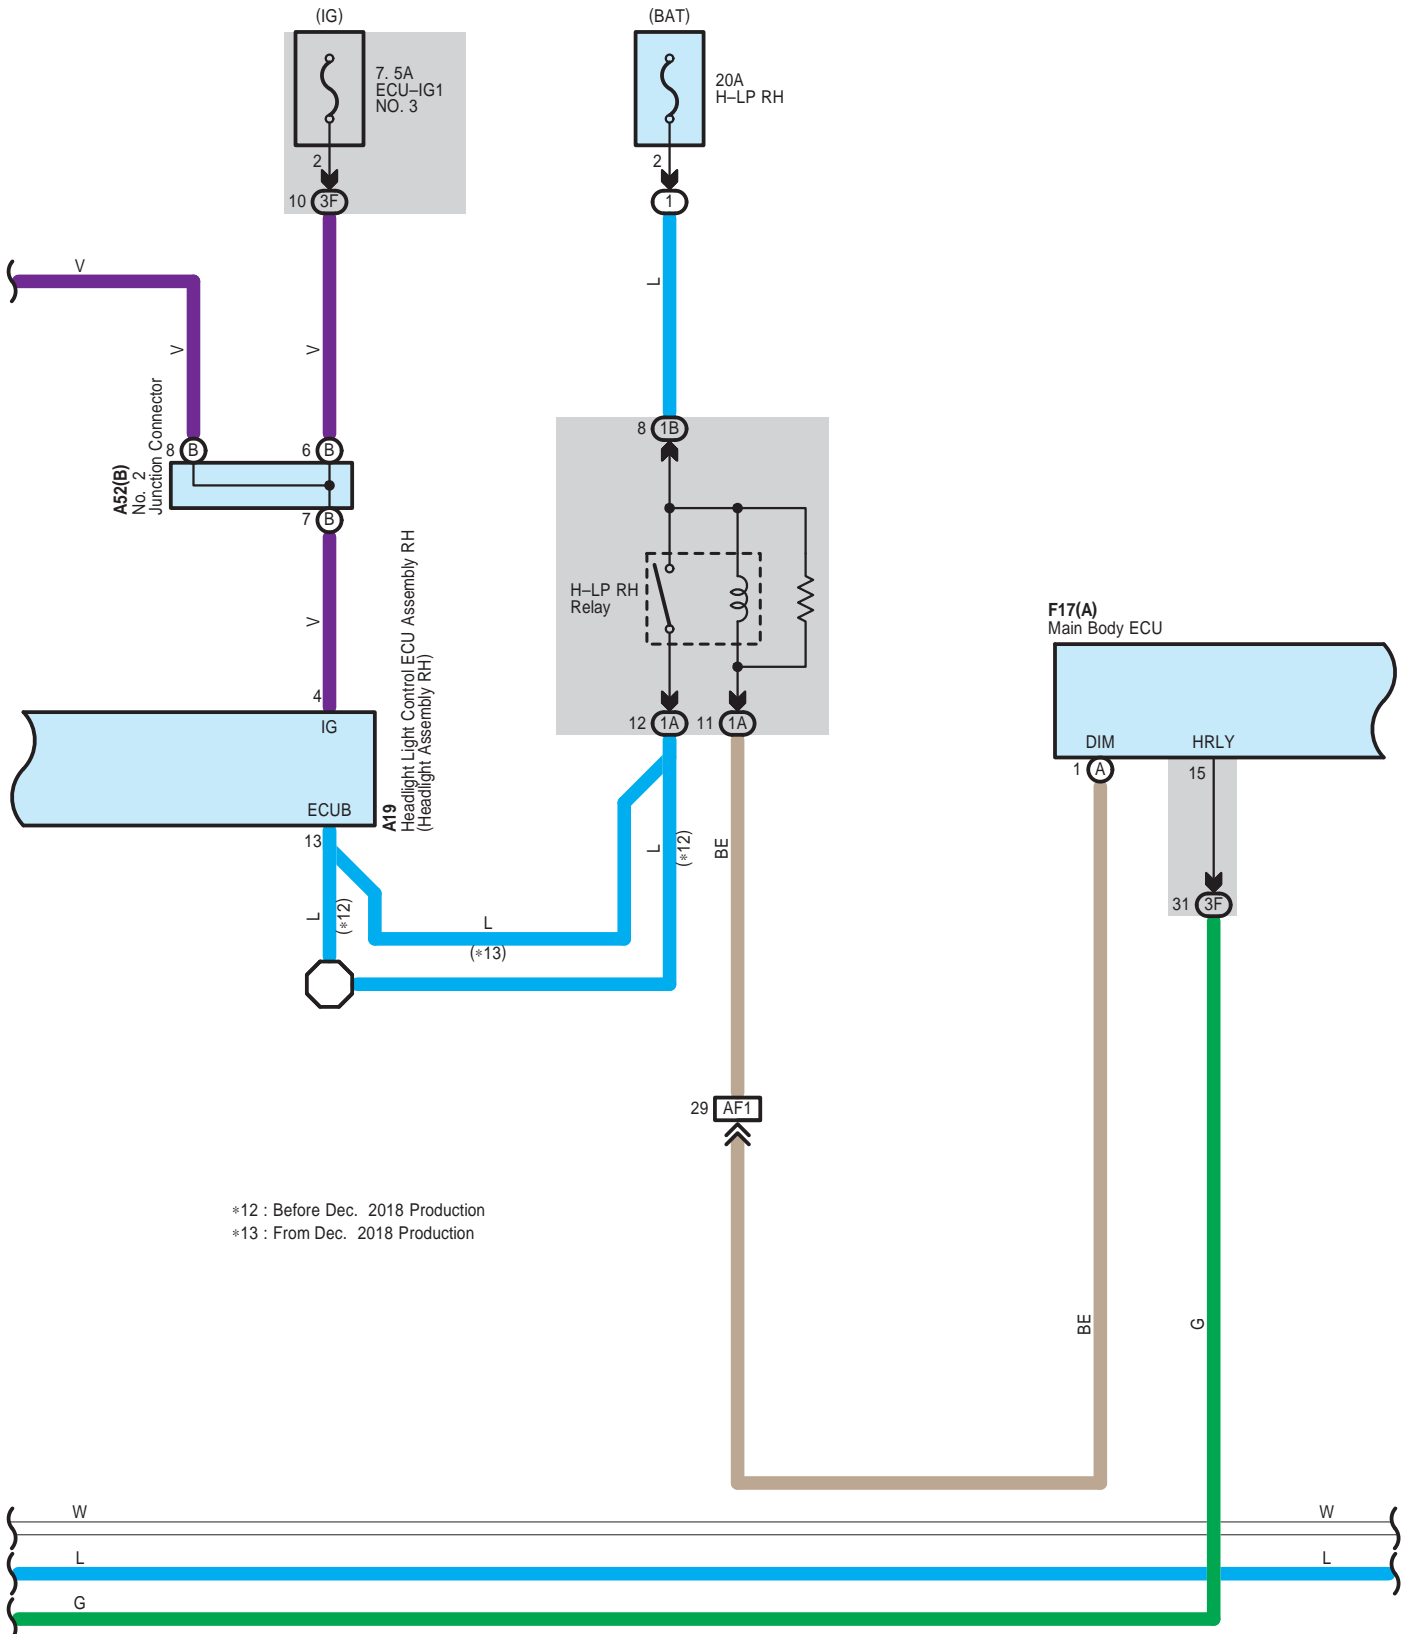 (IG)
(BAT)
7. 5A
ECU–IG1
NO. 3
20A
H–LP RH
2
2
10 3F
1
V
L
V
V
8 1B
8 B
6 B
A52(B)
No. 2
Junction Connector
7 B
H–LP RH
Relay
V
A19
Headlight Light Control ECU Assembly RH
(Headlight Assembly RH)
F17(A)
Main Body ECU
4
IG
12 1A
11 1A
DIM
HRLY
1 A
15
ECUB
13
L
(∗12)
BE
L
(∗12)
31 3F
L
(∗13)
29 AF1
∗12 : Before Dec. 2018 Production
∗13 : From Dec. 2018 Production
BE
G
W
W
L
L
G